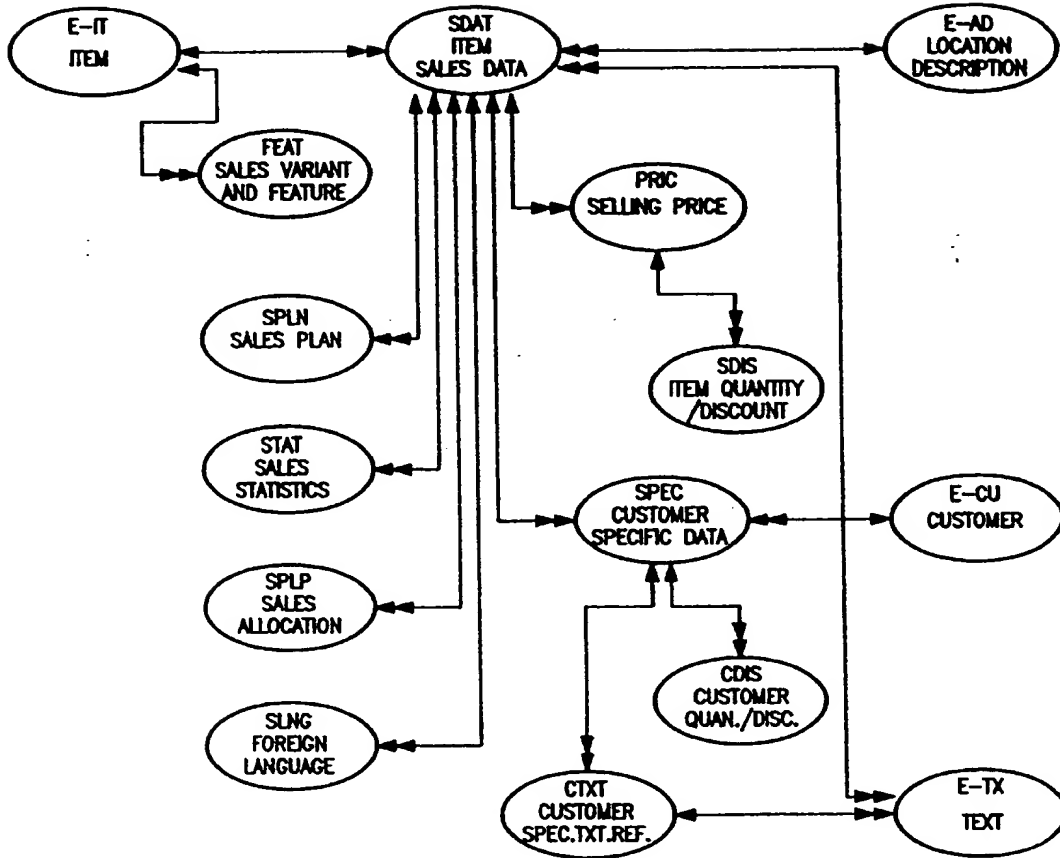 E-IT
ITEM
SDAT
ITEM
SALES DATA
E-AD
LOCATION
DESCRIPTION
FEAT
SALES VARIANT
AND FEATURE
PRIC
SELLING PRICE
SPLN
SALES PLAN
SDIS
ITEM QUANTITY
/DISCOUNT
STAT
SALES
STATISTICS
SPEC
CUSTOMER
SPECIFIC DATA
E-CU
CUSTOMER
SPLP
SALES
ALLOCATION
CDIS
CUSTOMER
QUAN./DISC.
SLNG
FOREIGN
LANGUAGE
CTXT
CUSTOMER
SPEC.TXT.REF.
E-TX
TEXT